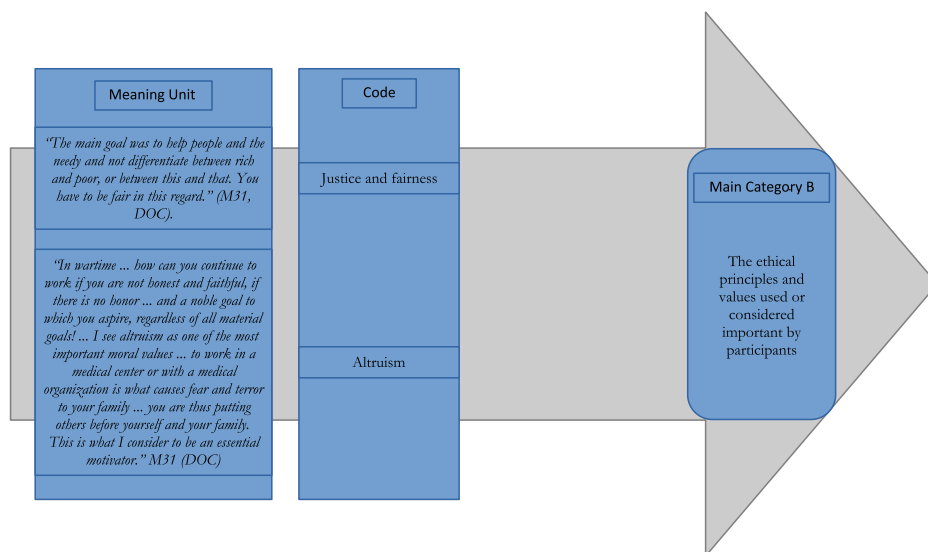 Meaning Unit
“The main goal was to help people and the
needy and not differentiate between rich
and poor, or between this and that. You
have to be fair in this regard.” (M31,
DOC).
“In wartime ... how can you continue to
work if you are not honest and faithful, if
there is no honor ... and a noble goal to
which you aspire, regardless of all material
goals! ... I see altruism as one of the most
important moral values ... to work in a
medical center or with a medical
organization is what causes fear and terror
to your family ... you are thus putting
others before yourself and your family.
This is what I consider to be an essential
motivator.” M31 (DOC)
Code
Justice and fairness
Altruism
Main Category B
The ethical
principles and
values used or
considered
important by
participants